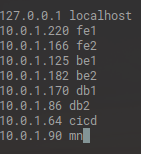 127.0.0.1 localhost
10.0.1.220 fe1
10.0.1.166 fe2
10.0.1.125 be1
10.0.1.182 be2
10.0.1.170 db1
10.0.1.86 db2
10.0.1.64 cicd
10.0.1.90 mn